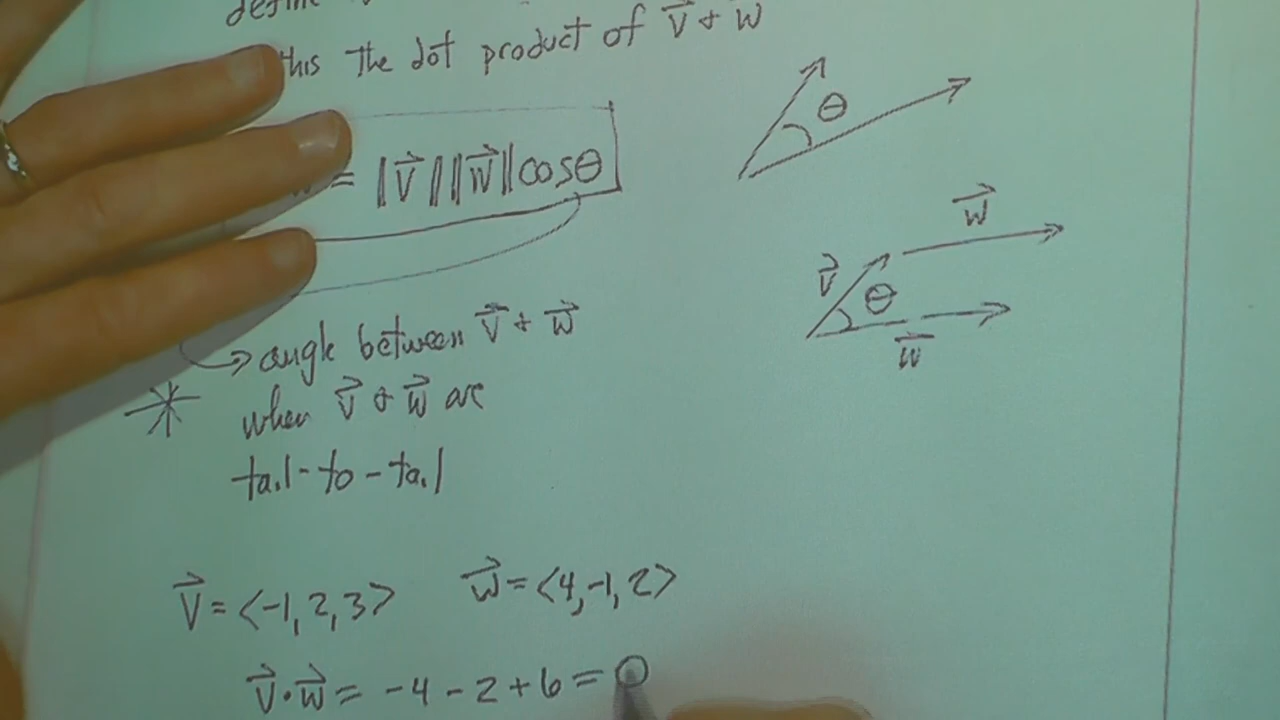 this the dot product of v⃗ + w⃗
= ‖v⃗‖‖w⃗‖cosθ
θ
w⃗
v⃗ θ
w⃗
→ angle between v⃗ + w⃗
* when v⃗ & w⃗ are
tail-to-tail
v⃗ = ⟨-1, 2, 3⟩ w⃗ = ⟨4, -1, 2⟩
v⃗·w⃗ = -4 - 2 + 6 = 0